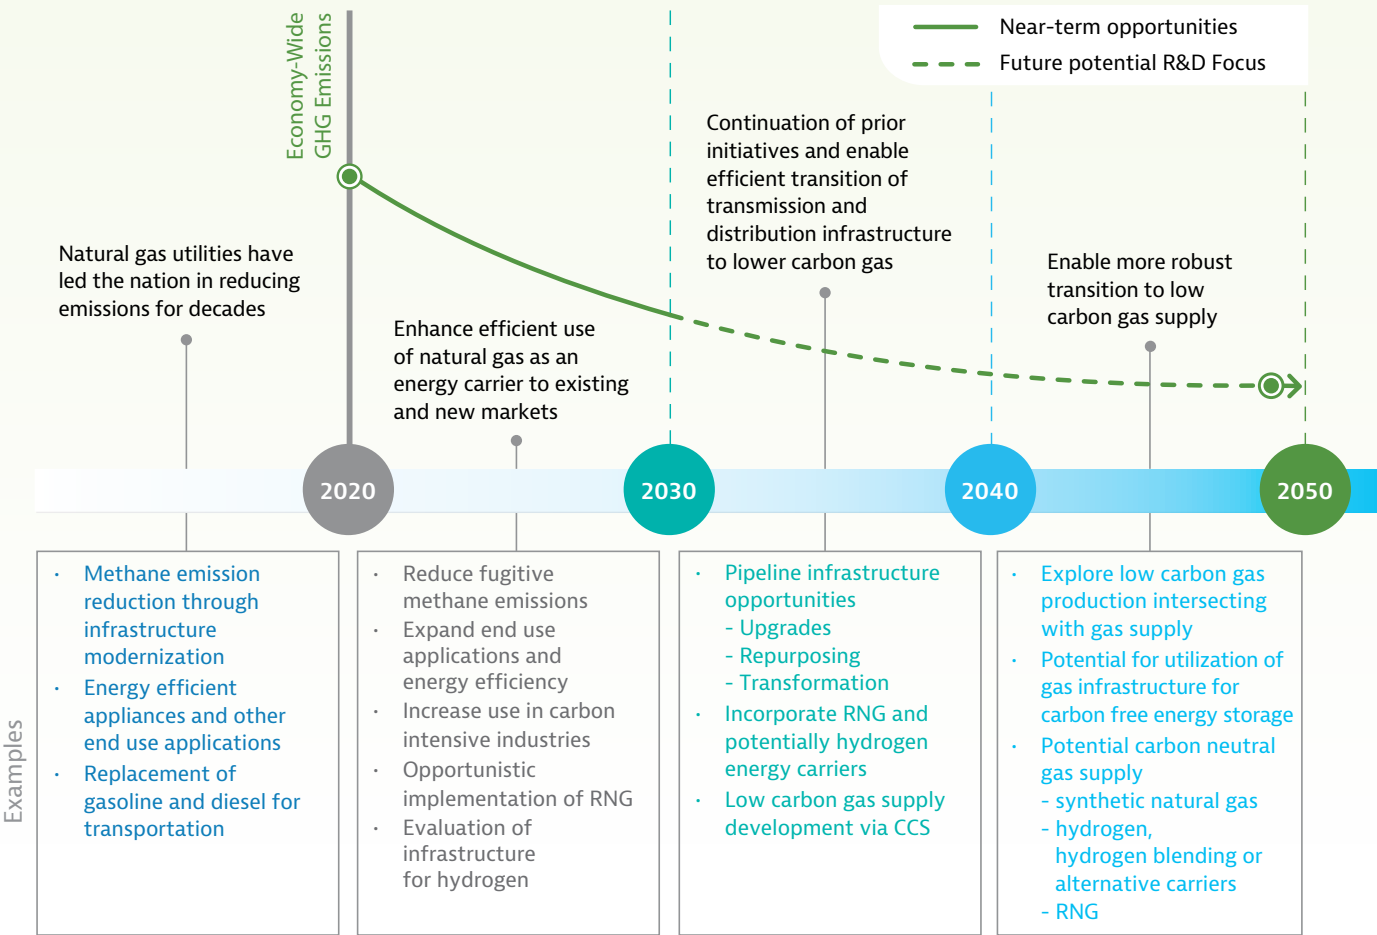 Economy-Wide
GHG Emissions
Near-term opportunities
Future potential R&D Focus
Natural gas utilities have
led the nation in reducing
emissions for decades
Enhance efficient use
of natural gas as an
energy carrier to existing
and new markets
Continuation of prior
initiatives and enable
efficient transition of
transmission and
distribution infrastructure
to lower carbon gas
Enable more robust
transition to low
carbon gas supply
2020
2030
2040
2050
Examples
· Methane emission
reduction through
infrastructure
modernization
· Energy efficient
appliances and other
end use applications
· Replacement of
gasoline and diesel for
transportation
· Reduce fugitive
methane emissions
· Expand end use
applications and
energy efficiency
· Increase use in carbon
intensive industries
· Opportunistic
implementation of RNG
· Evaluation of
infrastructure
for hydrogen
· Pipeline infrastructure
opportunities
- Upgrades
- Repurposing
- Transformation
· Incorporate RNG and
potentially hydrogen
energy carriers
· Low carbon gas supply
development via CCS
· Explore low carbon gas
production intersecting
with gas supply
· Potential for utilization of
gas infrastructure for
carbon free energy storage
· Potential carbon neutral
gas supply
- synthetic natural gas
- hydrogen,
hydrogen blending or
alternative carriers
- RNG